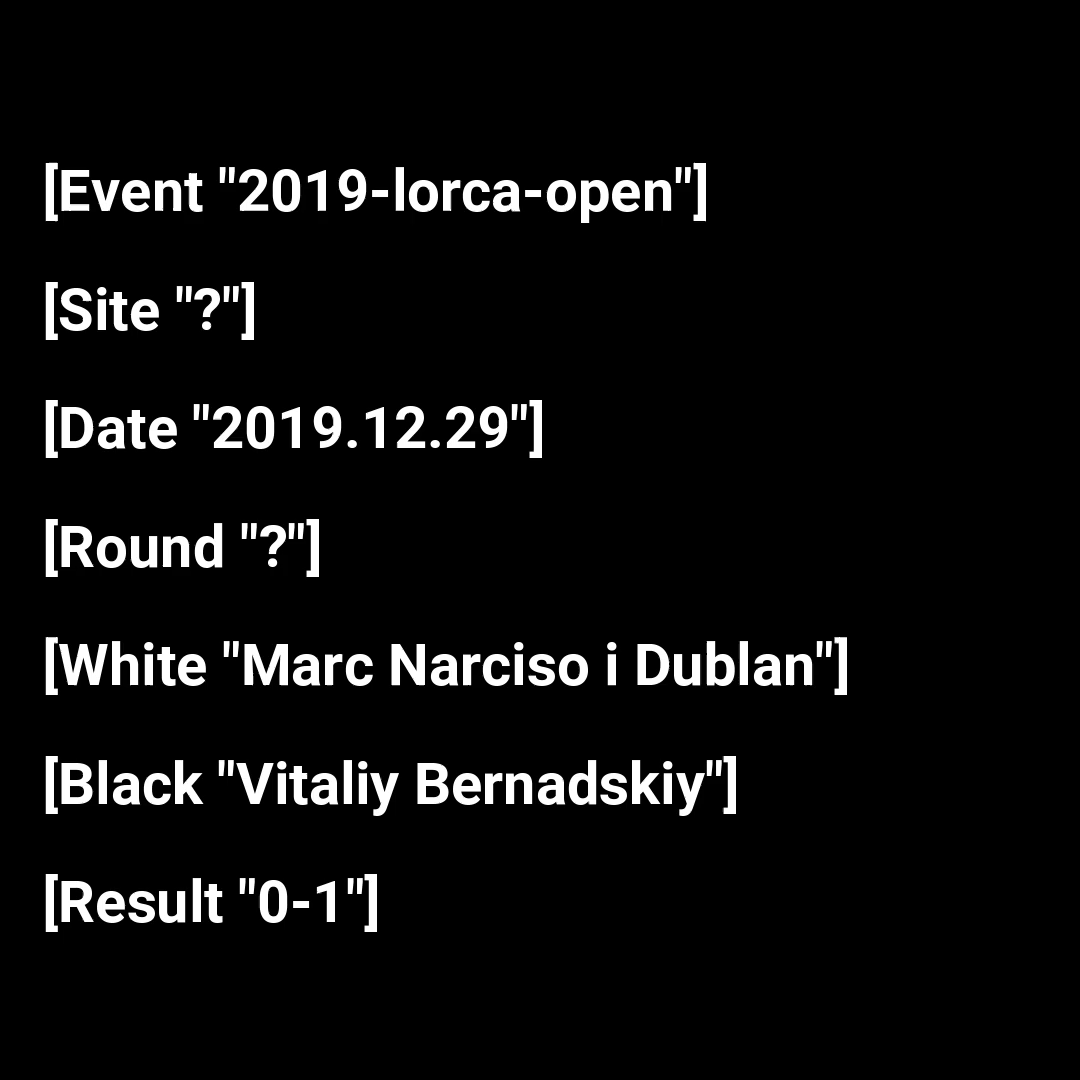 [Event "2019-lorca-open"]
[Site "?"]
[Date "2019.12.29"]
[Round "?"]
[White "Marc Narciso i Dublan"]
[Black "Vitaliy Bernadskiy"]
[Result "0-1"]